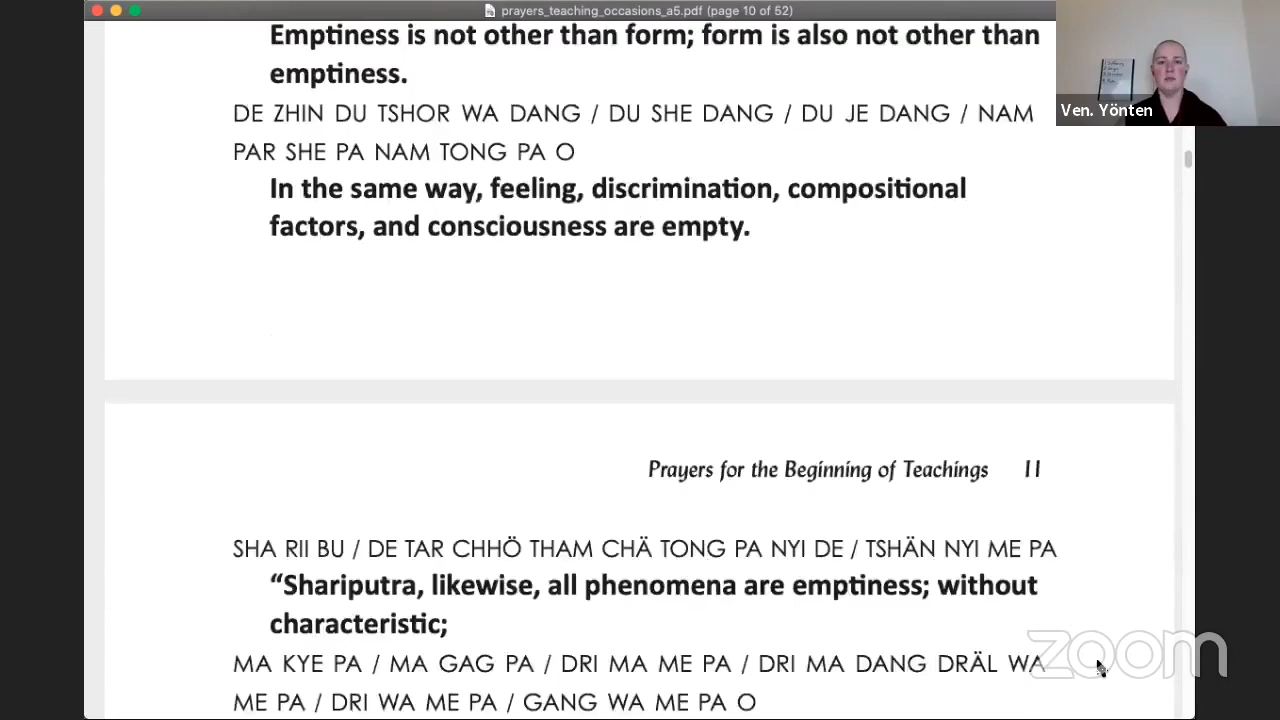 prayers_teaching_occasions_a5.pdf (page 10 of 52)
Emptiness is not other than form; form is also not other than
emptiness.
Ven. Yönten
DE ZHIN DU TSHOR WA DANG / DU SHE DANG / DU JE DANG / NAM
PAR SHE PA NAM TONG PA O
In the same way, feeling, discrimination, compositional
factors, and consciousness are empty.
Prayers for the Beginning of Teachings 11
SHA RII BU / DE TAR CHHÖ THAM CHÄ TONG PA NYI DE / TSHÄN NYI ME PA
“Shariputra, likewise, all phenomena are emptiness; without
characteristic;
zoom
MA KYE PA / MA GAG PA / DRI MA ME PA / DRI MA DANG DRÄL WA
ME PA / DRI WA ME PA / GANG WA ME PA O